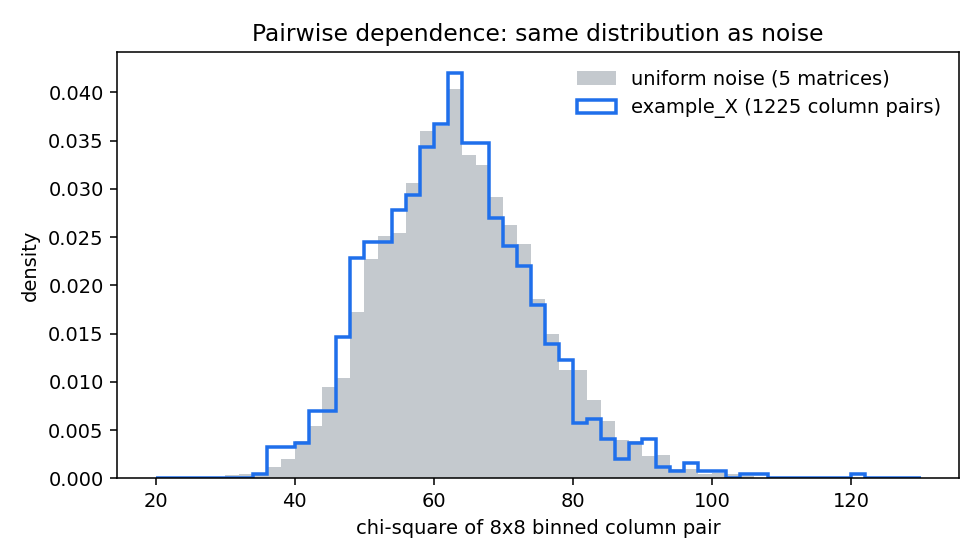 Pairwise dependence: same distribution as noise
uniform noise (5 matrices)
example_X (1225 column pairs)
density
0.040
0.035
0.030
0.025
0.020
0.015
0.010
0.005
0.000
20 40 60 80 100 120
chi-square of 8x8 binned column pair